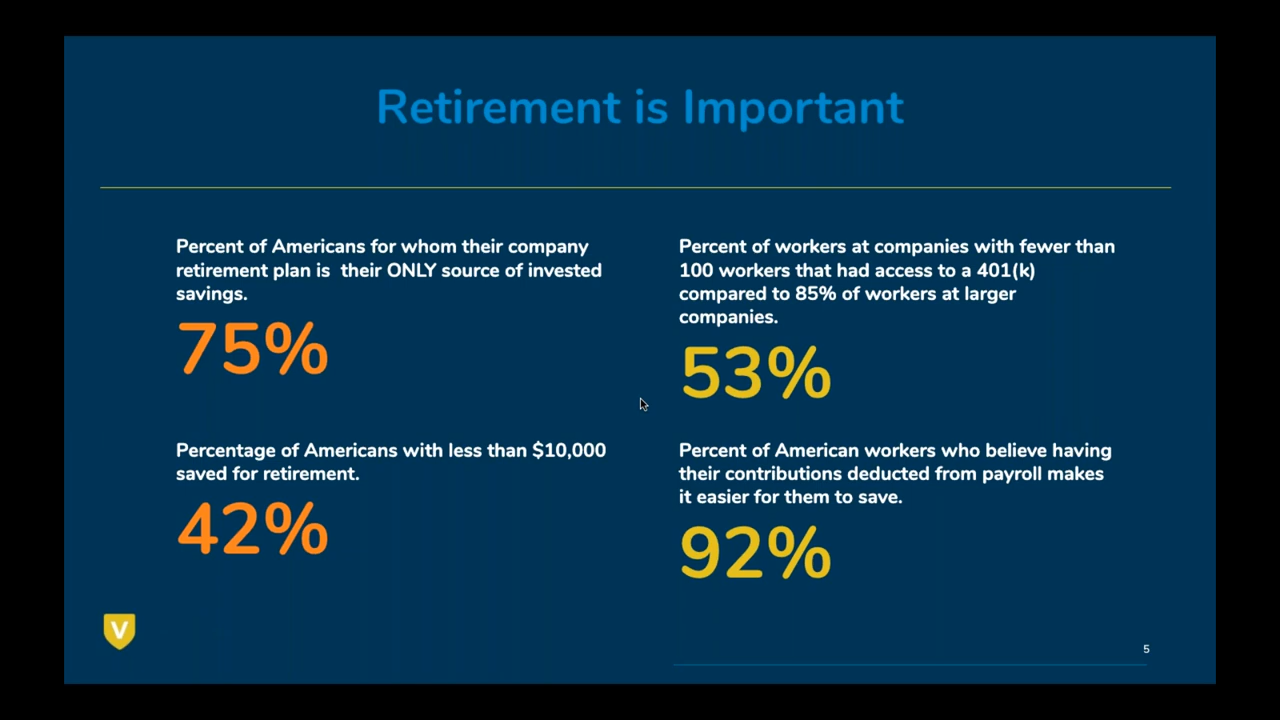 Retirement is Important
Percent of Americans for whom their company
retirement plan is  their ONLY source of invested
savings.
75%
Percent of workers at companies with fewer than
100 workers that had access to a 401(k)
compared to 85% of workers at larger
companies.
53%
Percentage of Americans with less than $10,000
saved for retirement.
42%
Percent of American workers who believe having
their contributions deducted from payroll makes
it easier for them to save.
92%
V
5